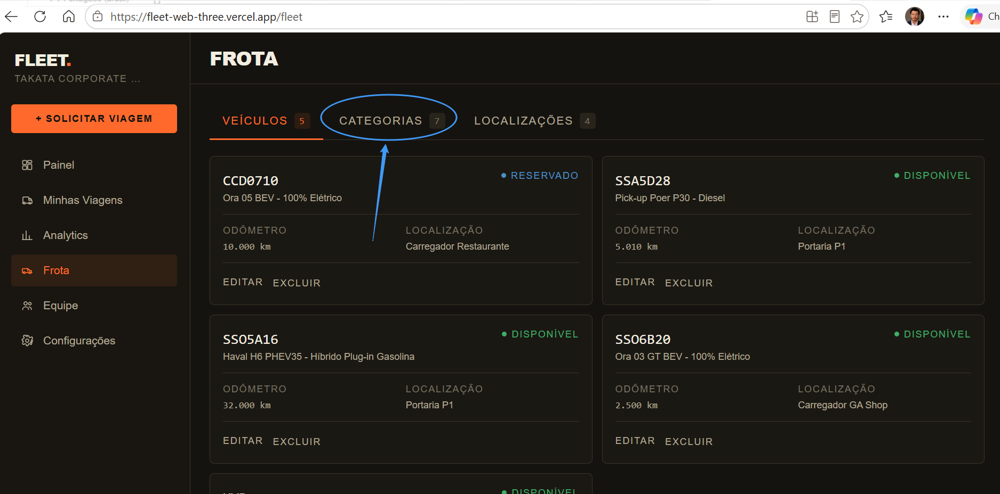 https://fleet-web-three.vercel.app/fleet
FLEET.
TAKATA CORPORATE ...
+ SOLICITAR VIAGEM
Painel
Minhas Viagens
Analytics
Frota
Equipe
Configurações
FROTA
VEÍCULOS 5 CATEGORIAS 7 LOCALIZAÇÕES 4
CCD0710 RESERVADO
Ora 05 BEV - 100% Elétrico
ODÔMETRO LOCALIZAÇÃO
10.000 km Carregador Restaurante
EDITAR EXCLUIR
SSA5D28 DISPONÍVEL
Pick-up Poer P30 - Diesel
ODÔMETRO LOCALIZAÇÃO
5.010 km Portaria P1
EDITAR EXCLUIR
SSO5A16 DISPONÍVEL
Haval H6 PHEV35 - Híbrido Plug-in Gasolina
ODÔMETRO LOCALIZAÇÃO
32.000 km Portaria P1
EDITAR EXCLUIR
SSO6B20 DISPONÍVEL
Ora 03 GT BEV - 100% Elétrico
ODÔMETRO LOCALIZAÇÃO
2.500 km Carregador GA Shop
EDITAR EXCLUIR
DISPONÍVEL